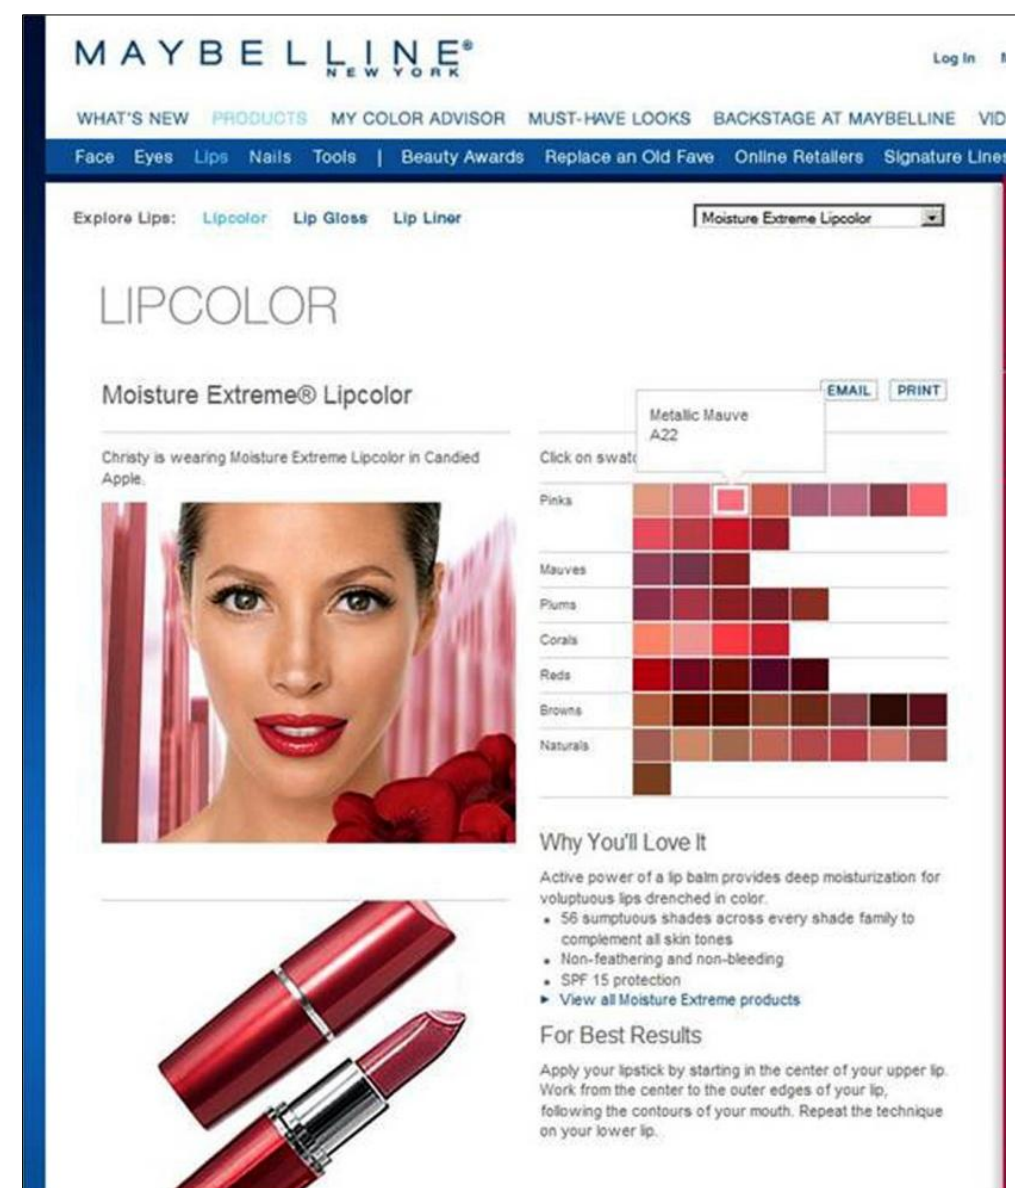 MAYBELLINE®
NEW YORK
Log In
WHAT'S NEW PRODUCTS MY COLOR ADVISOR MUST-HAVE LOOKS BACKSTAGE AT MAYBELLINE VID
Face Eyes Lips Nails Tools | Beauty Awards Replace an Old Fave Online Retailers Signature Lines
Explore Lips: Lipcolor Lip Gloss Lip Liner
Moisture Extreme Lipcolor
LIPCOLOR
Moisture Extreme® Lipcolor
EMAIL PRINT
Christy is wearing Moisture Extreme Lipcolor in Candied
Apple.
Metallic Mauve
A22
Click on swatc
Pinks
Mauves
Plums
Corals
Reds
Browns
Naturals
Why You'll Love It
Active power of a lip balm provides deep moisturization for
voluptuous lips drenched in color.
• 56 sumptuous shades across every shade family to
complement all skin tones
• Non-feathering and non-bleeding
• SPF 15 protection
► View all Moisture Extreme products
For Best Results
Apply your lipstick by starting in the center of your upper lip.
Work from the center to the outer edges of your lip,
following the contours of your mouth. Repeat the technique
on your lower lip.